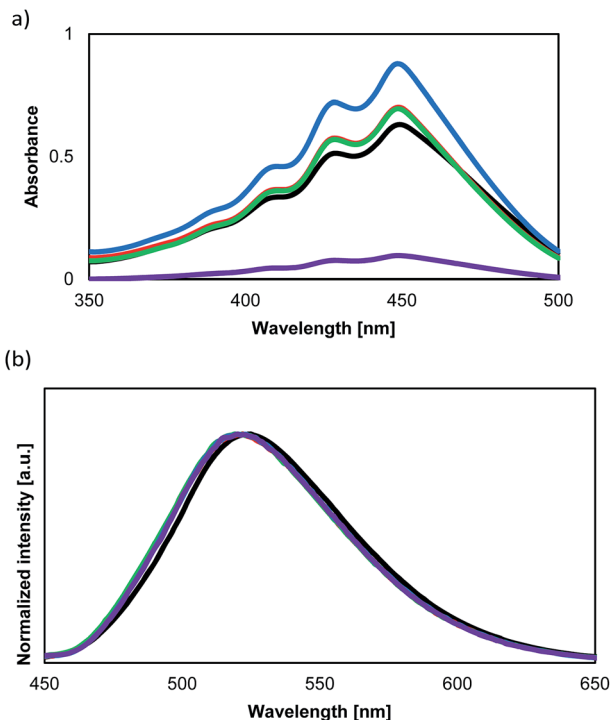 a)
1
0.5
0
Absorbance
350 400 450 500
Wavelength [nm]
(b)
Normalized intensity [a.u.]
450 500 550 600 650
Wavelength [nm]